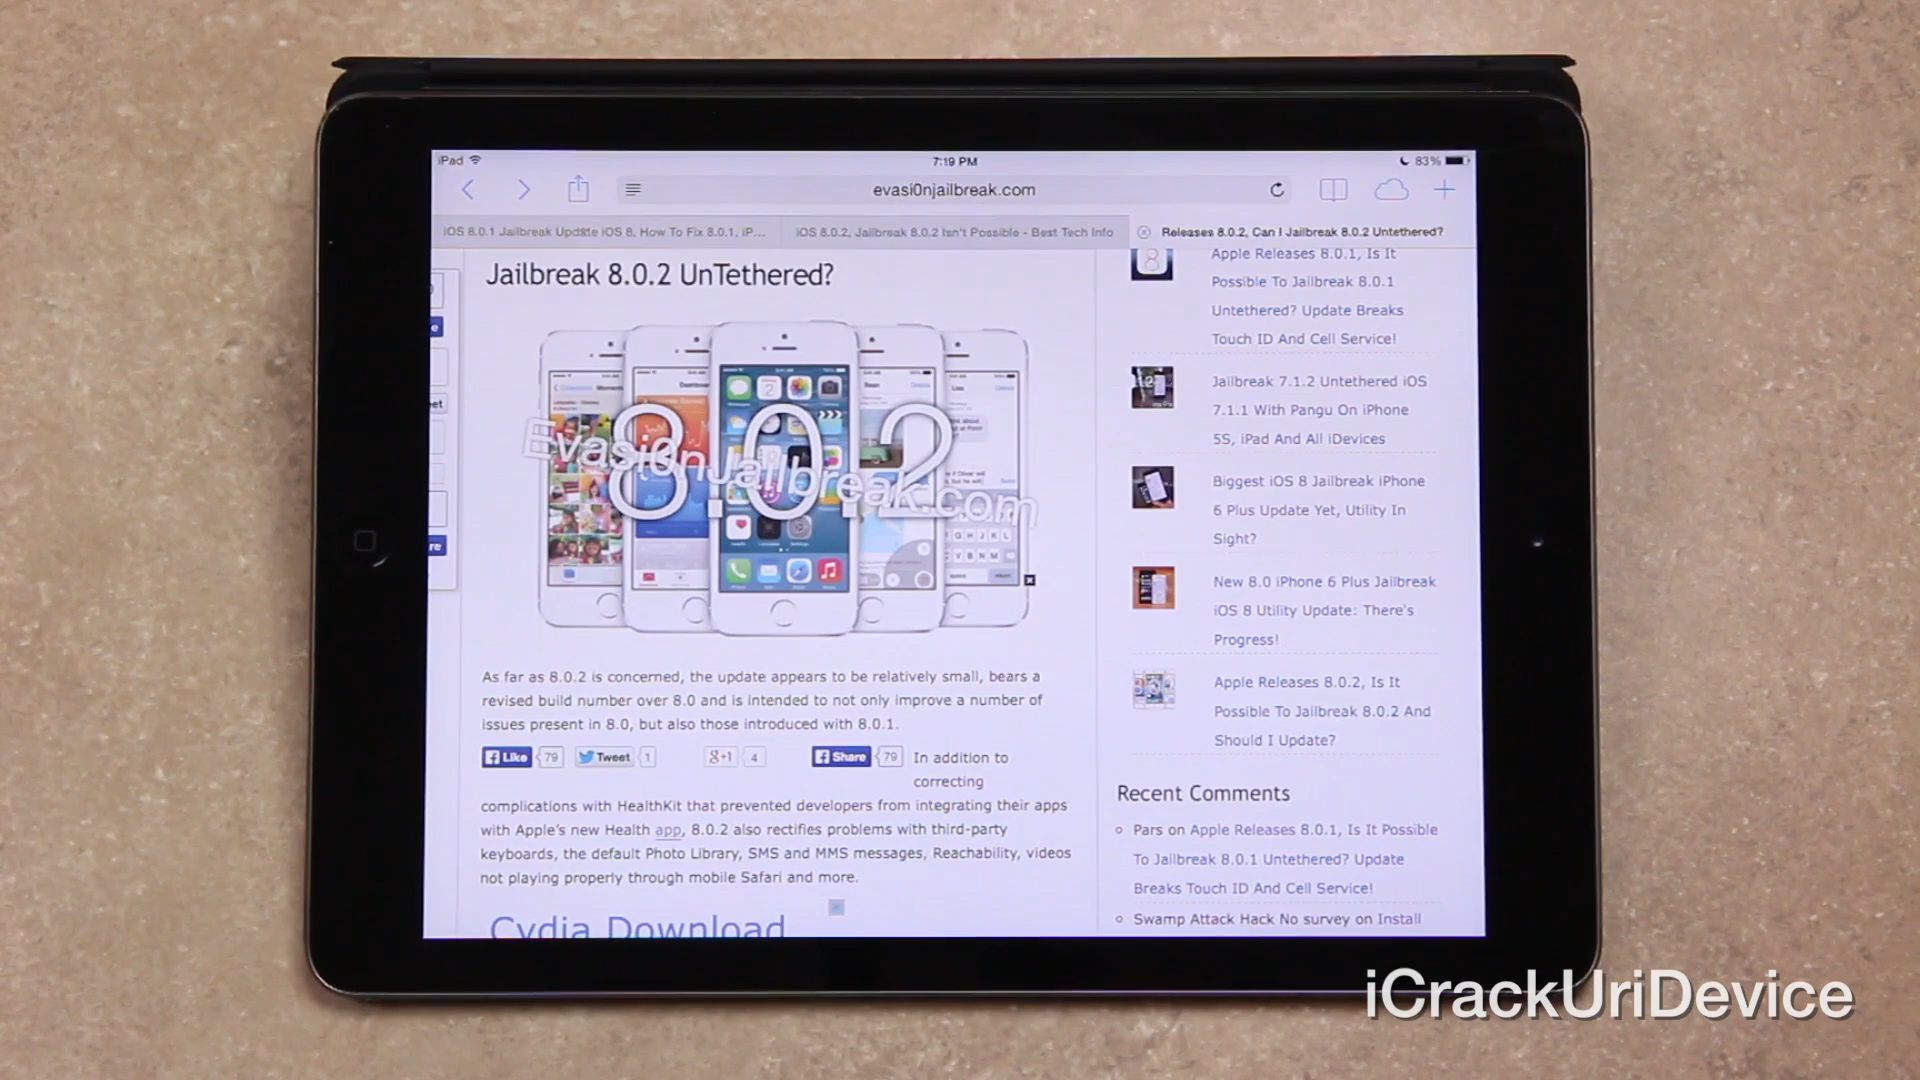 iPad
7:19 PM
83%
evasi0njailbreak.com
iOS 8.0.1 Jailbreak Update iOS 8, How To Fix 8.0.1, iP...
iOS 8.0.2, Jailbreak 8.0.2 Isn't Possible - Best Tech Info
Releases 8.0.2, Can I Jailbreak 8.0.2 Untethered?
Jailbreak 8.0.2 UnTethered?
8.0.2
Evasi0nJailbreak.com
As far as 8.0.2 is concerned, the update appears to be relatively small, bears a
revised build number over 8.0 and is intended to not only improve a number of
issues present in 8.0, but also those introduced with 8.0.1.
Like 79 Tweet 1 g+1 4 Share 79 In addition to
correcting
complications with HealthKit that prevented developers from integrating their apps
with Apple's new Health app, 8.0.2 also rectifies problems with third-party
keyboards, the default Photo Library, SMS and MMS messages, Reachability, videos
not playing properly through mobile Safari and more.
Cydia Download
Apple Releases 8.0.1, Is It
Possible To Jailbreak 8.0.1
Untethered? Update Breaks
Touch ID And Cell Service!
Jailbreak 7.1.2 Untethered iOS
7.1.1 With Pangu On iPhone
5S, iPad And All iDevices
Biggest iOS 8 Jailbreak iPhone
6 Plus Update Yet, Utility In
Sight?
New 8.0 iPhone 6 Plus Jailbreak
iOS 8 Utility Update: There's
Progress!
Apple Releases 8.0.2, Is It
Possible To Jailbreak 8.0.2 And
Should I Update?
Recent Comments
Pars on Apple Releases 8.0.1, Is It Possible
To Jailbreak 8.0.1 Untethered? Update
Breaks Touch ID And Cell Service!
Swamp Attack Hack No survey on Install
iCrackUriDevice